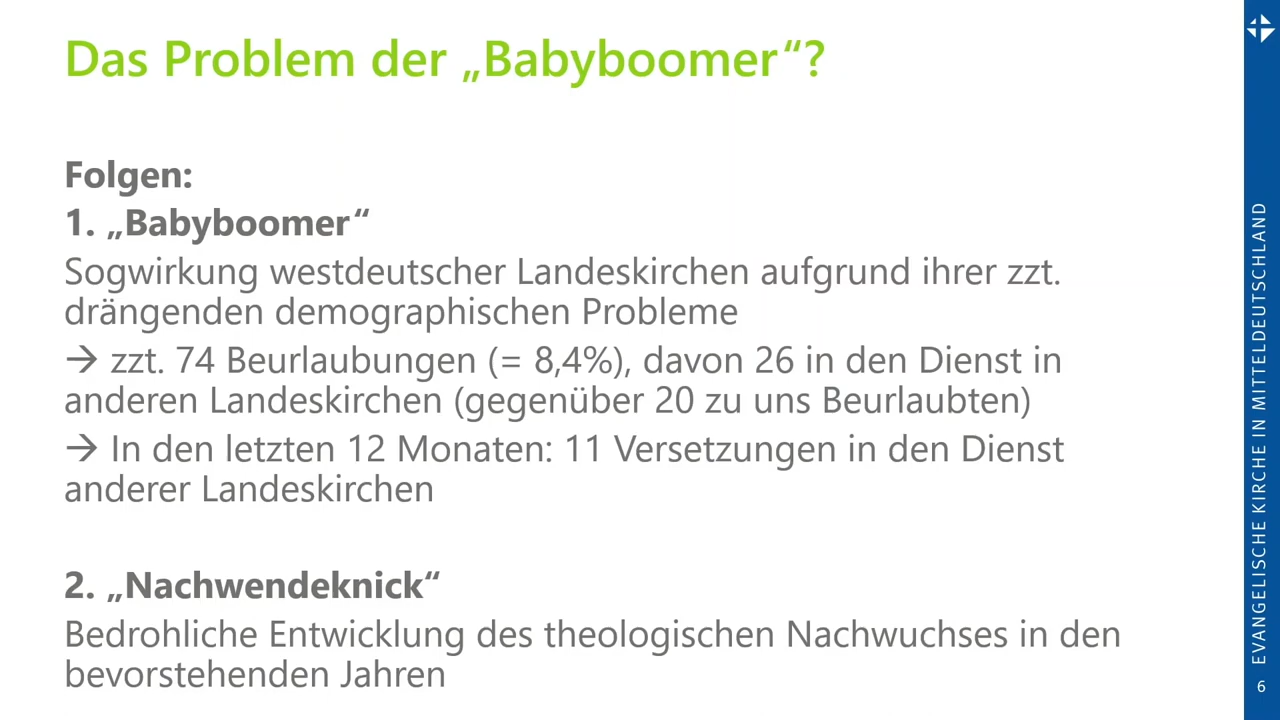 Das Problem der „Babyboomer“?
Folgen:
1. „Babyboomer“
Sogwirkung westdeutscher Landeskirchen aufgrund ihrer zzt.
drängenden demographischen Probleme
→ zzt. 74 Beurlaubungen (= 8,4%), davon 26 in den Dienst in
anderen Landeskirchen (gegenüber 20 zu uns Beurlaubten)
→ In den letzten 12 Monaten: 11 Versetzungen in den Dienst
anderer Landeskirchen
2. „Nachwendeknick“
Bedrohliche Entwicklung des theologischen Nachwuchses in den
bevorstehenden Jahren
EVANGELISCHE KIRCHE IN MITTELDEUTSCHLAND
6